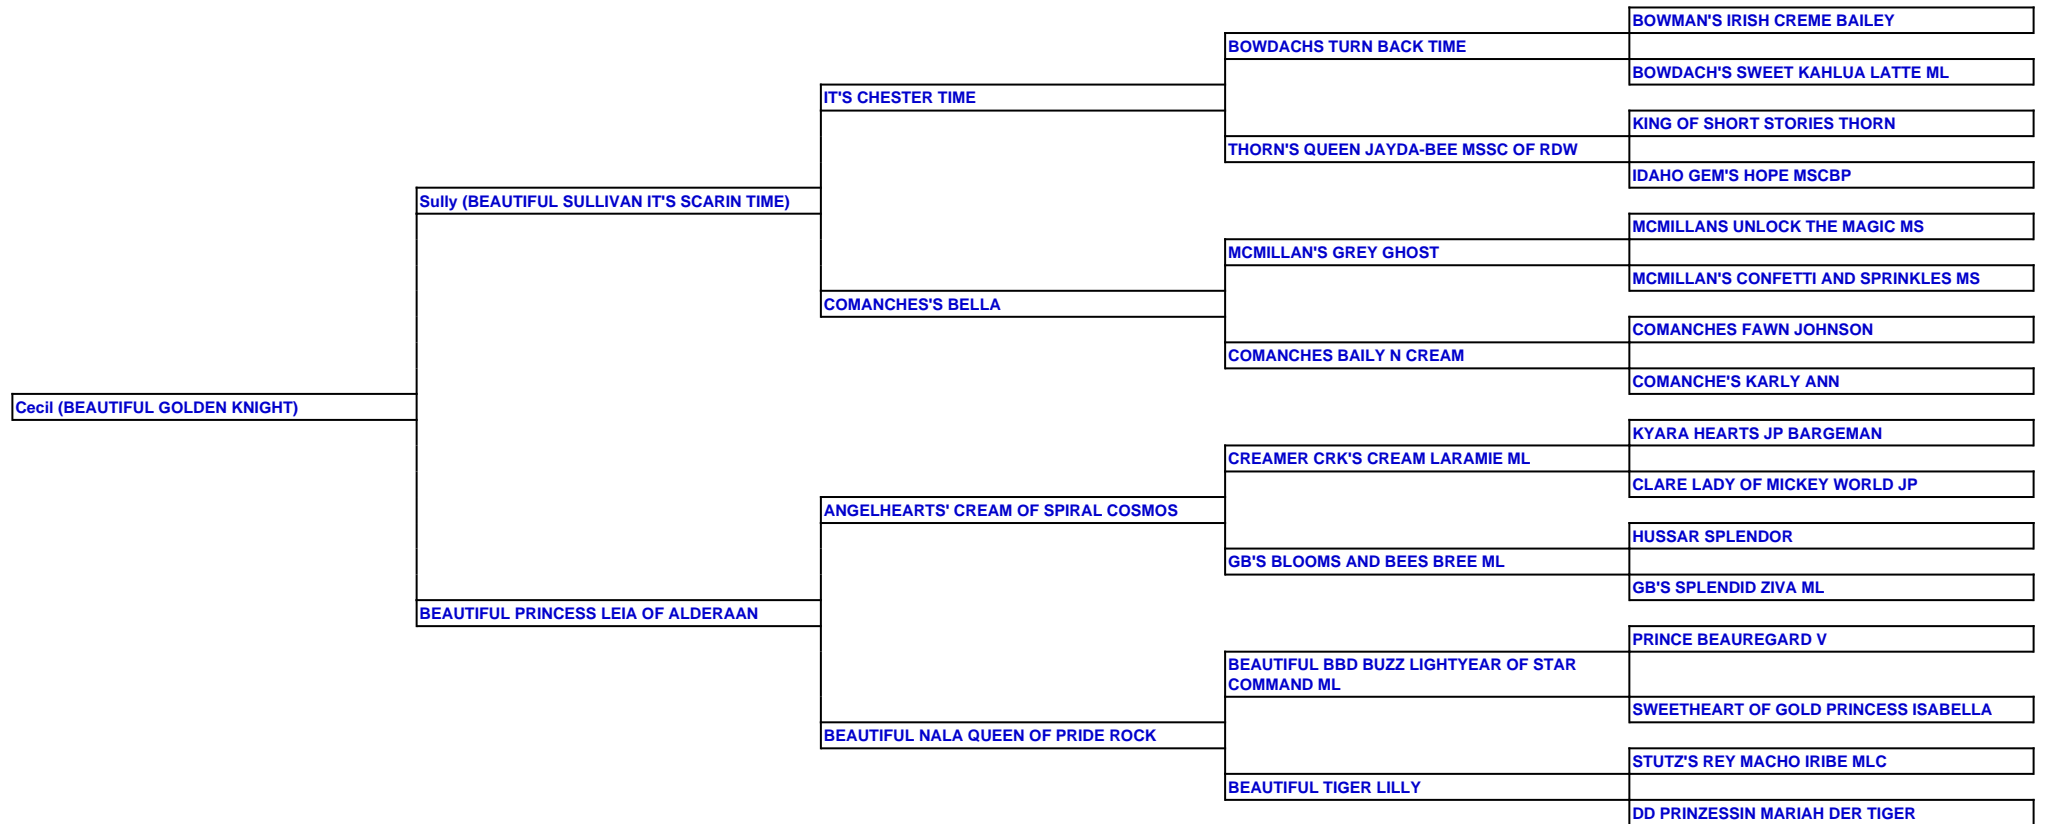 BOWMAN'S IRISH CREME BAILEY
BOWDACHS TURN BACK TIME
BOWDACH'S SWEET KAHLUA LATTE ML
IT'S CHESTER TIME
KING OF SHORT STORIES THORN
THORN'S QUEEN JAYDA-BEE MSSC OF RDW
IDAHO GEM'S HOPE MSCBP
Sully (BEAUTIFUL SULLIVAN IT'S SCARIN TIME)
MCMILLANS UNLOCK THE MAGIC MS
MCMILLAN'S GREY GHOST
MCMILLAN'S CONFETTI AND SPRINKLES MS
COMANCHES'S BELLA
COMANCHES FAWN JOHNSON
COMANCHES BAILY N CREAM
COMANCHE'S KARLY ANN
Cecil (BEAUTIFUL GOLDEN KNIGHT)
KYARA HEARTS JP BARGEMAN
CREAMER CRK'S CREAM LARAMIE ML
CLARE LADY OF MICKEY WORLD JP
ANGELHEARTS' CREAM OF SPIRAL COSMOS
HUSSAR SPLENDOR
GB'S BLOOMS AND BEES BREE ML
GB'S SPLENDID ZIVA ML
BEAUTIFUL PRINCESS LEIA OF ALDERAAN
PRINCE BEAUREGARD V
BEAUTIFUL BBD BUZZ LIGHTYEAR OF STAR
COMMAND ML
SWEETHEART OF GOLD PRINCESS ISABELLA
BEAUTIFUL NALA QUEEN OF PRIDE ROCK
STUTZ'S REY MACHO IRIBE MLC
BEAUTIFUL TIGER LILLY
DD PRINZESSIN MARIAH DER TIGER